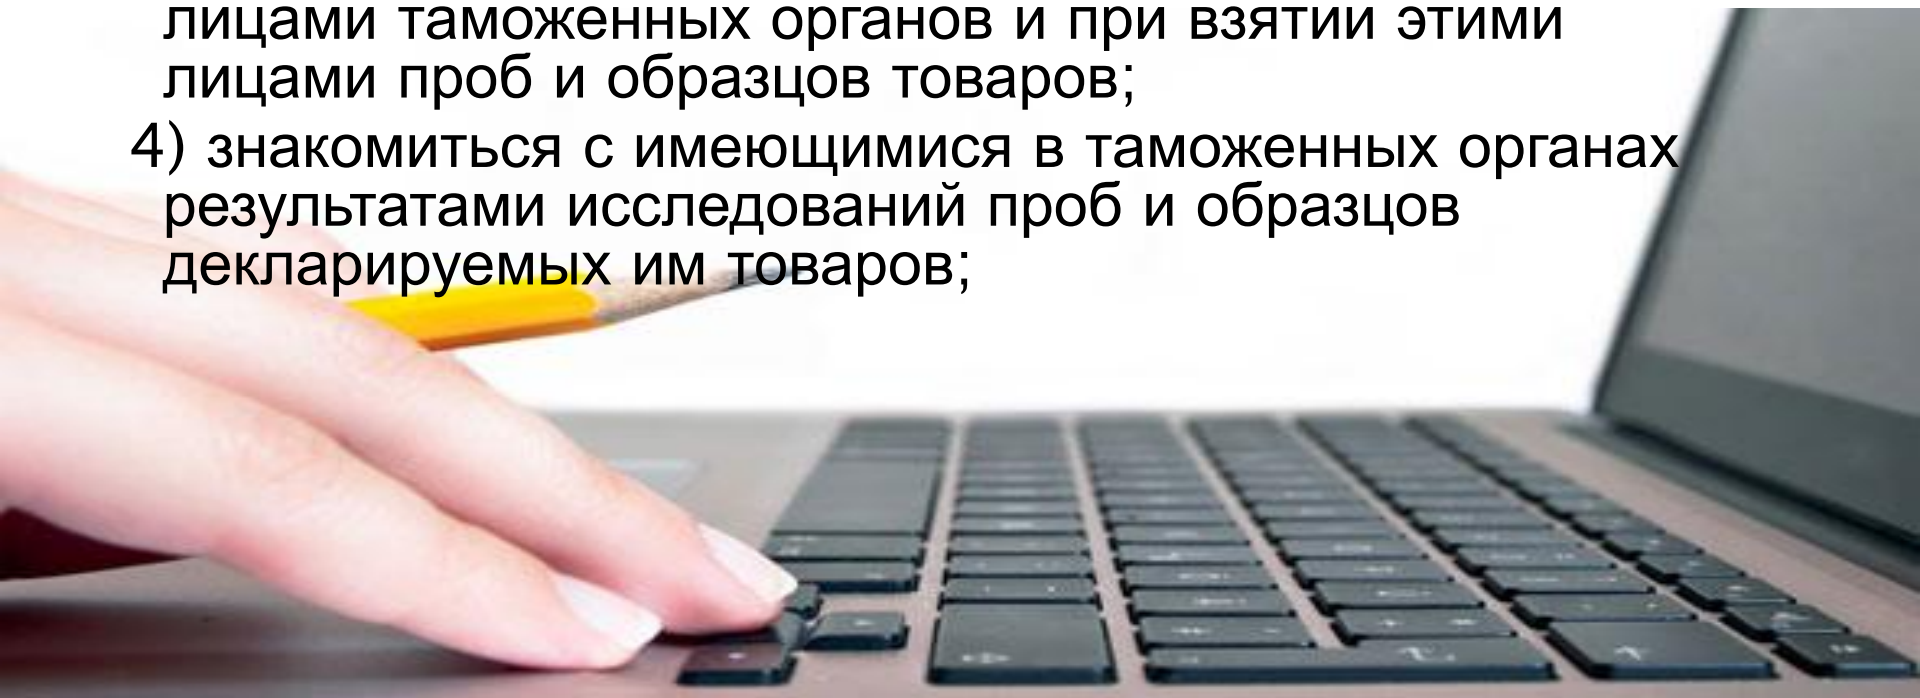 лицами таможенных органов и при взятии этими
лицами проб и образцов товаров;
4) знакомиться с имеющимися в таможенных органах
результатами исследований проб и образцов
декларируемых им товаров;